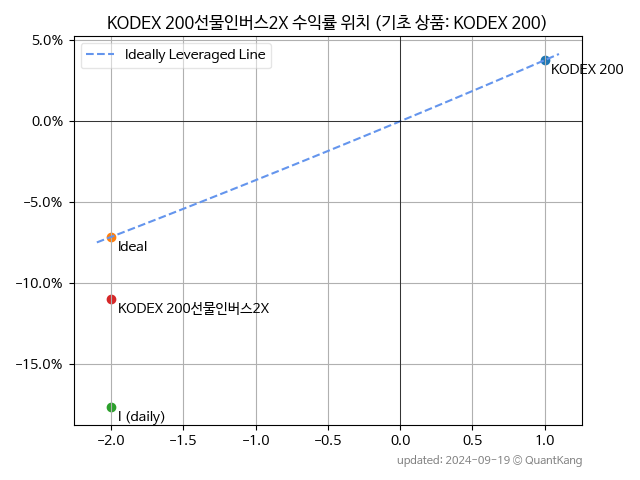 KODEX 200선물인버스2X 수익률 위치 (기초 상품: KODEX 200)
5.0%
Ideally Leveraged Line
KODEX 200
0.0%
−5.0%
Ideal
−10.0%
KODEX 200선물인버스2X
−15.0%
I (daily)
−2.0 −1.5 −1.0 −0.5 0.0 0.5 1.0
updated: 2024-09-19 © QuantKang